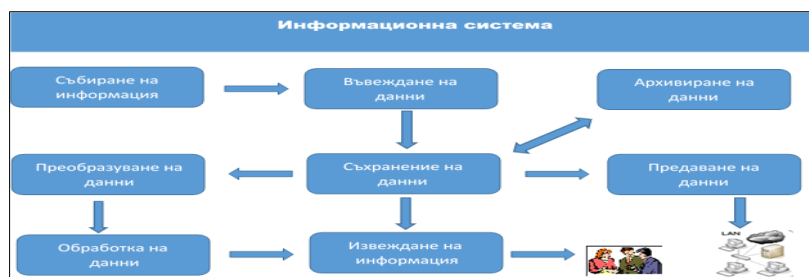 Информационна система
Събиране на
информация
Въвеждане на
данни
Архивиране на
данни
Преобразуване на
данни
Съхранение на
данни
Предаване на
данни
Обработка на
данни
Извеждане на
информация
LAN